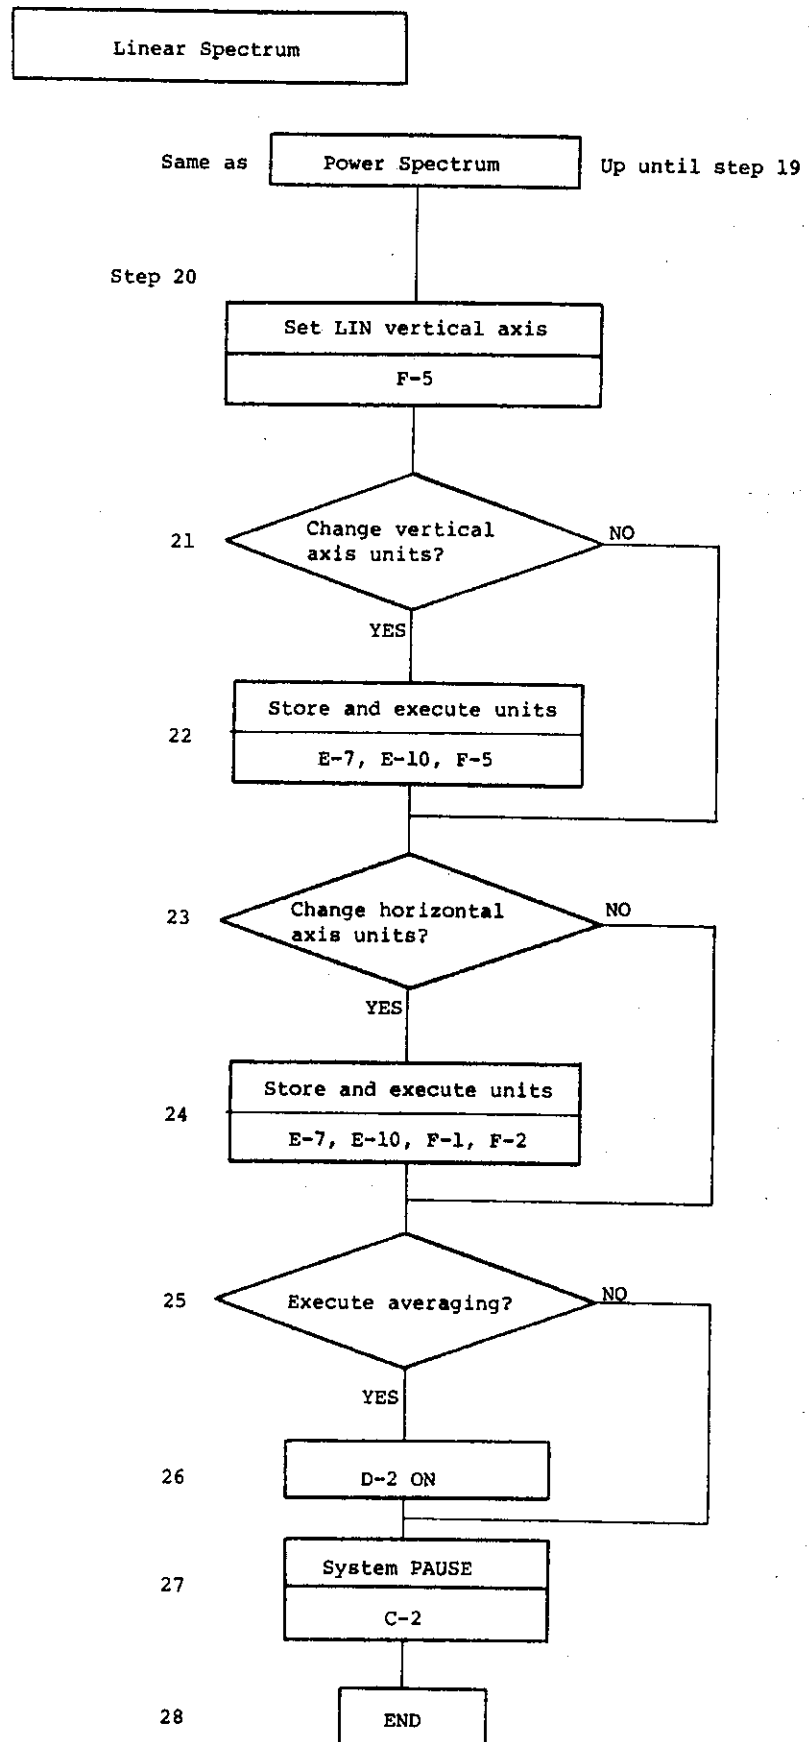 Linear Spectrum
Same as Power Spectrum Up until step 19
Step 20
Set LIN vertical axis
F-5
21
Change vertical
axis units?
NO
YES
Store and execute units
22
E-7, E-10, F-5
23
Change horizontal
axis units?
NO
YES
Store and execute units
24
E-7, E-10, F-1, F-2
25
Execute averaging?
NO
YES
26
D-2 ON
System PAUSE
27
C-2
28
END